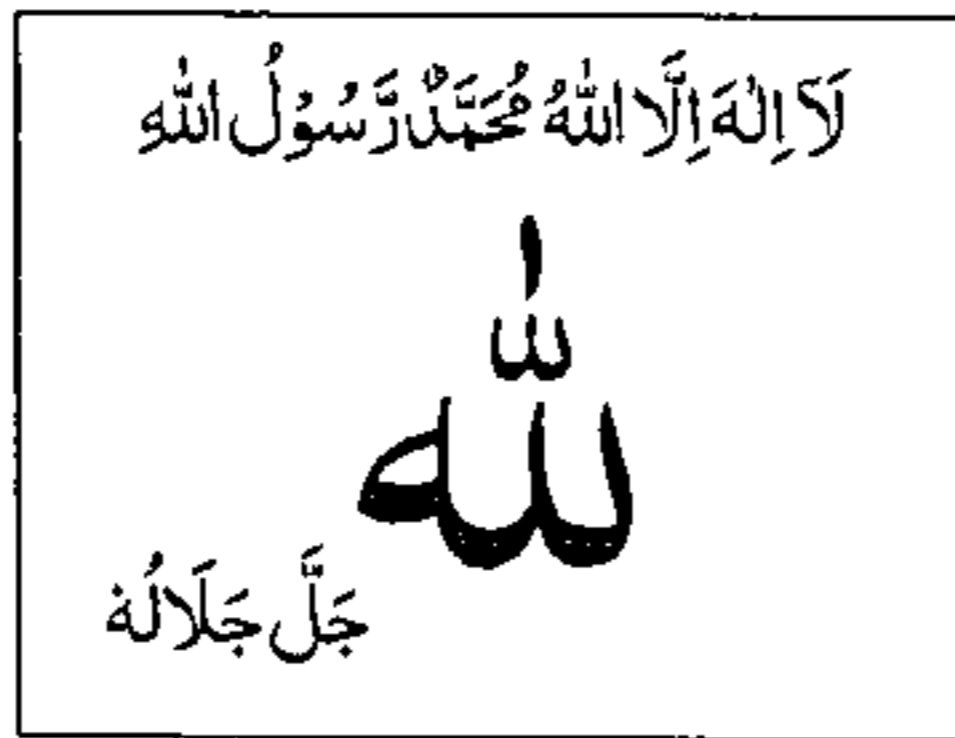 لَآ اِلٰهَ اِلَّا اللّٰهُ مُحَمَّدٌ رَّسُوْلُ اللّٰهِ
اللّٰه
جَلَّ جَلَالُهٗ